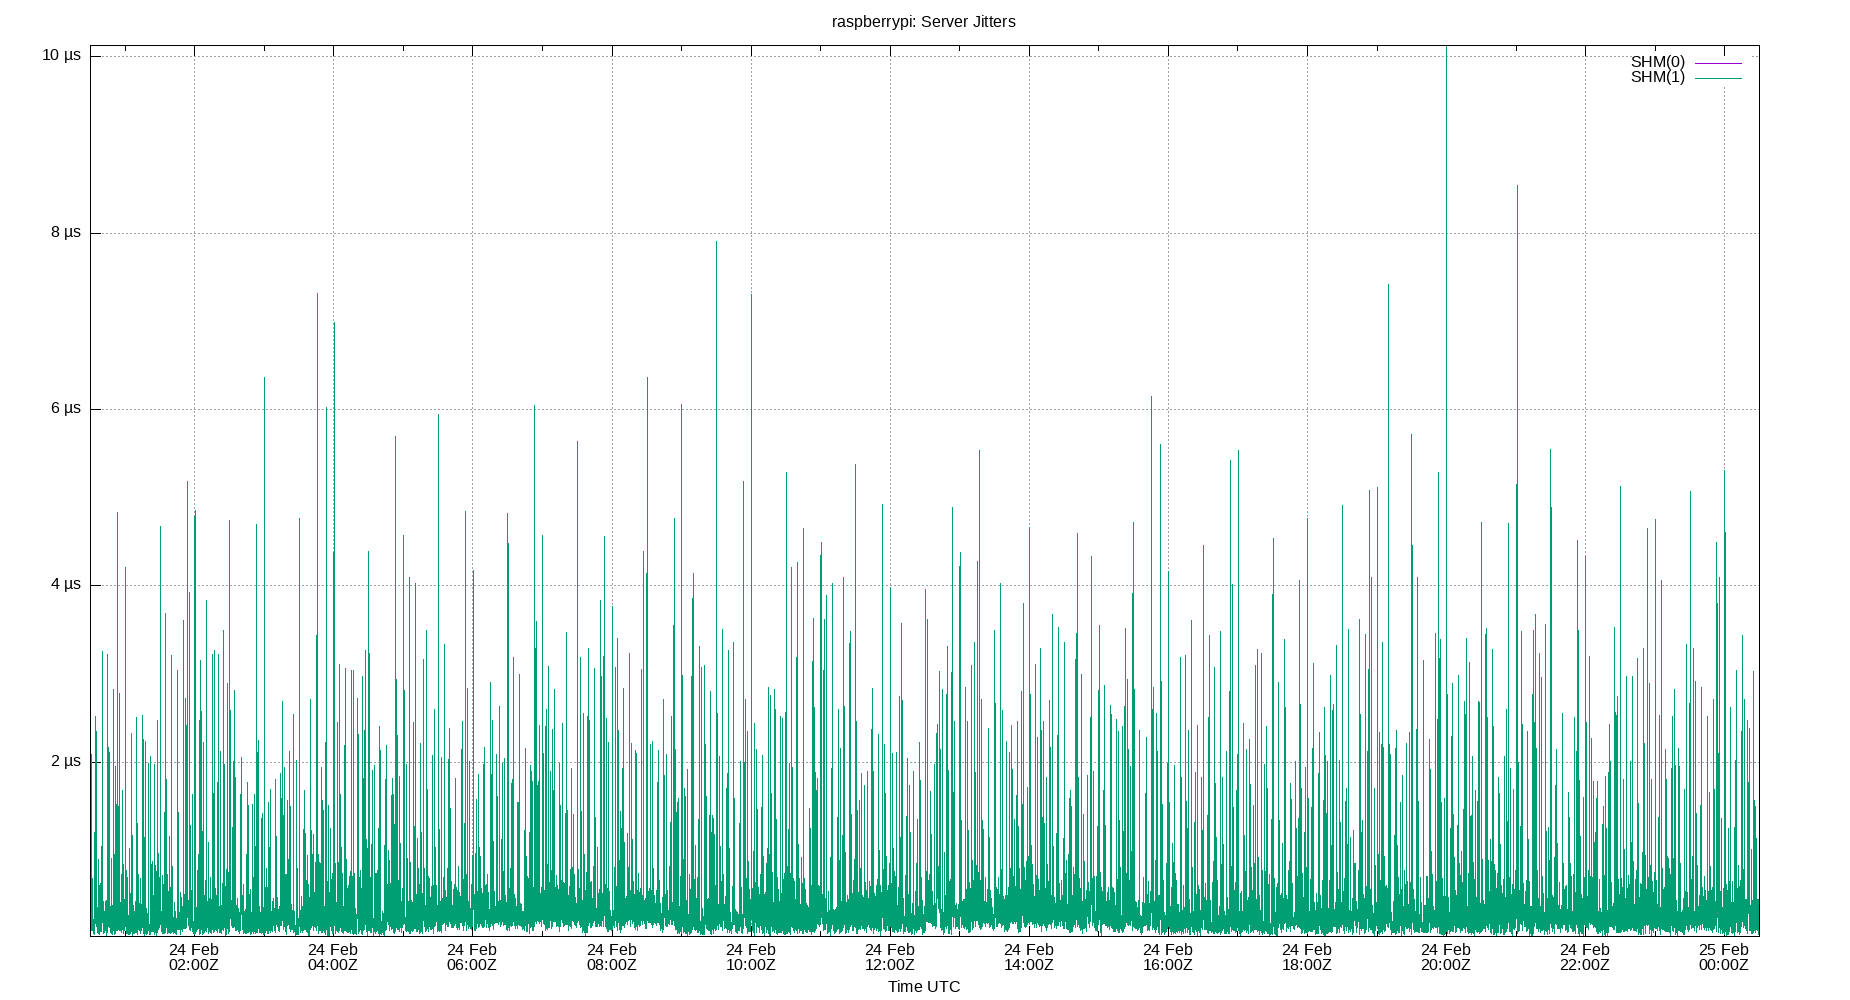 raspberrypi: Server Jitters
10 µs
8 µs
6 µs
4 µs
2 µs
SHM(0)
SHM(1)
24 Feb 24 Feb 24 Feb 24 Feb 24 Feb 24 Feb 24 Feb 24 Feb 24 Feb 24 Feb 24 Feb 25 Feb
02:00Z 04:00Z 06:00Z 08:00Z 10:00Z 12:00Z 14:00Z 16:00Z 18:00Z 20:00Z 22:00Z 00:00Z
Time UTC